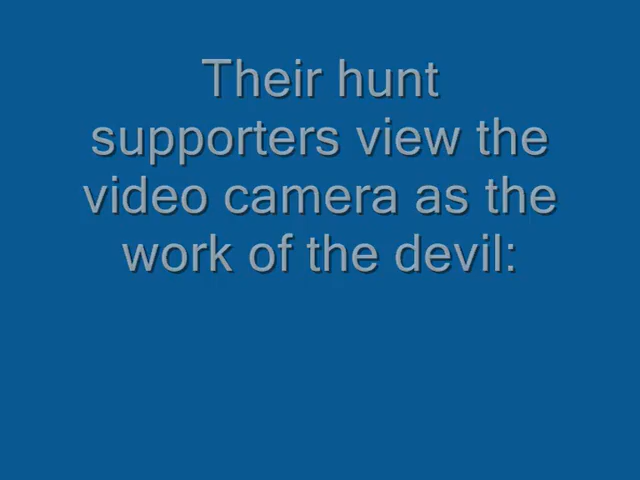 Their hunt
supporters view the
video camera as the
work of the devil: